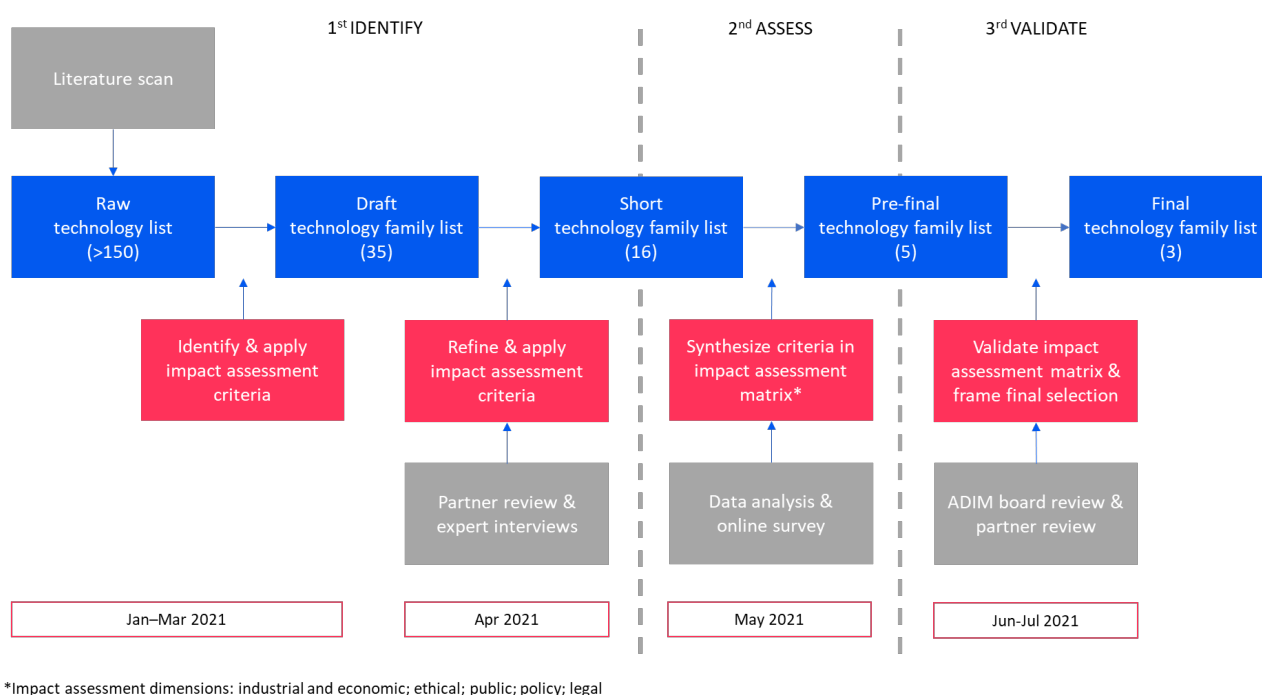 1st IDENTIFY
2nd ASSESS
3rd VALIDATE
Literature scan
Raw
technology list
(>150)
Draft
technology family list
(35)
Short
technology family list
(16)
Pre-final
technology family list
(5)
Final
technology family list
(3)
Identify & apply
impact assessment
criteria
Refine & apply
impact assessment
criteria
Synthesize criteria in
impact assessment
matrix*
Validate impact
assessment matrix &
frame final selection
Partner review &
expert interviews
Data analysis &
online survey
ADIM board review &
partner review
Jan–Mar 2021
Apr 2021
May 2021
Jun-Jul 2021
*Impact assessment dimensions: industrial and economic; ethical; public; policy; legal